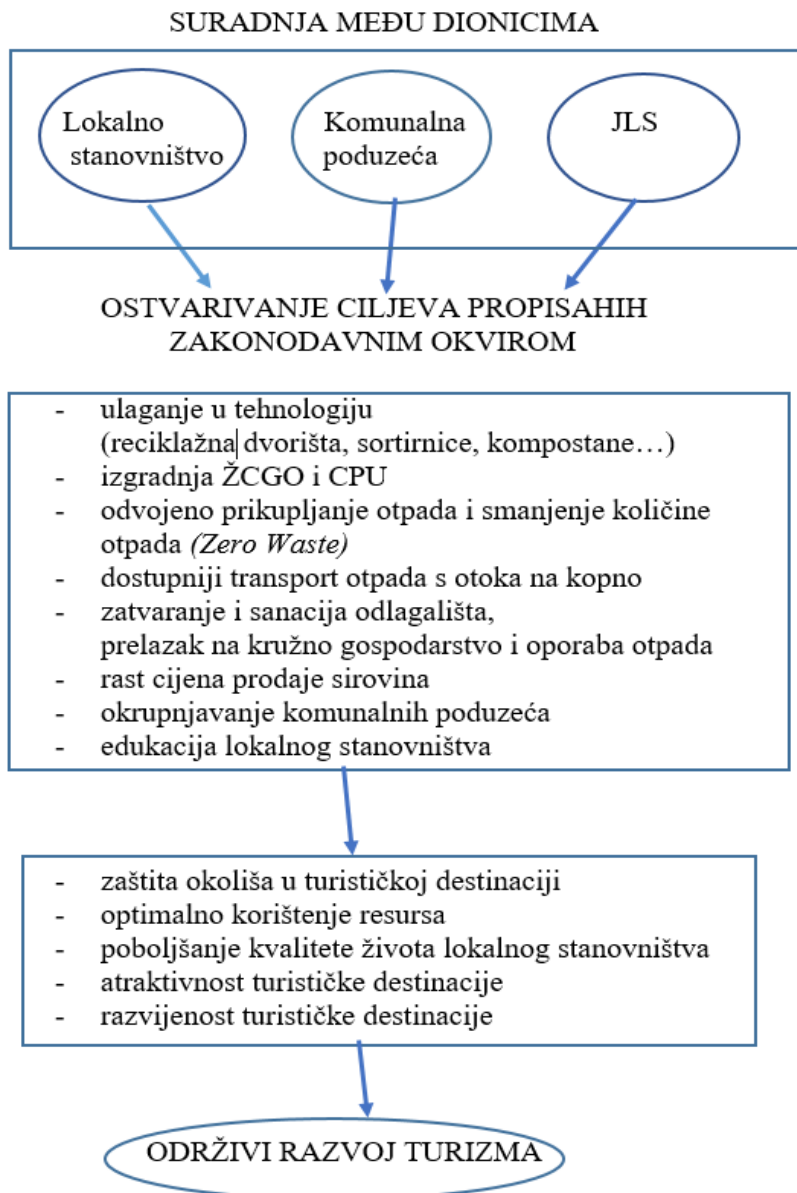 SURADNJA MEĐU DIONICIMA
Lokalno
stanovništvo
Komunalna
poduzeća
JLS
OSTVARIVANJE CILJEVA PROPISAHIH
ZAKONODAVNIM OKVIROM
- ulaganje u tehnologiju
(reciklažna dvorišta, sortirnice, kompostane…)
- izgradnja ŽCGO i CPU
- odvojeno prikupljanje otpada i smanjenje količine
otpada (Zero Waste)
- dostupniji transport otpada s otoka na kopno
- zatvaranje i sanacija odlagališta,
prelazak na kružno gospodarstvo i oporaba otpada
- rast cijena prodaje sirovina
- okrupnjavanje komunalnih poduzeća
- edukacija lokalnog stanovništva
- zaštita okoliša u turističkoj destinaciji
- optimalno korištenje resursa
- poboljšanje kvalitete života lokalnog stanovništva
- atraktivnost turističke destinacije
- razvijenost turističke destinacije
ODRŽIVI RAZVOJ TURIZMA